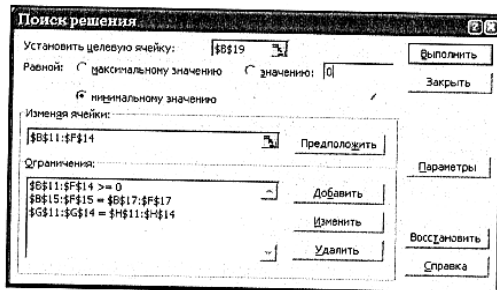 Поиск решения
Установить целевую ячейку: $B$19
Выполнить
Равной: максимальному значению значению: 0
Закрыть
минимальному значению
Изменяя ячейки:
$B$11:$F$14 Предположить
Параметры
Ограничения:
$B$11:$F$14 >= 0
Добавить
$B$15:$F$15 = $B$17:$F$17
$G$11:$G$14 = $H$11:$H$14
Изменить
Удалить
Восстановить
Справка